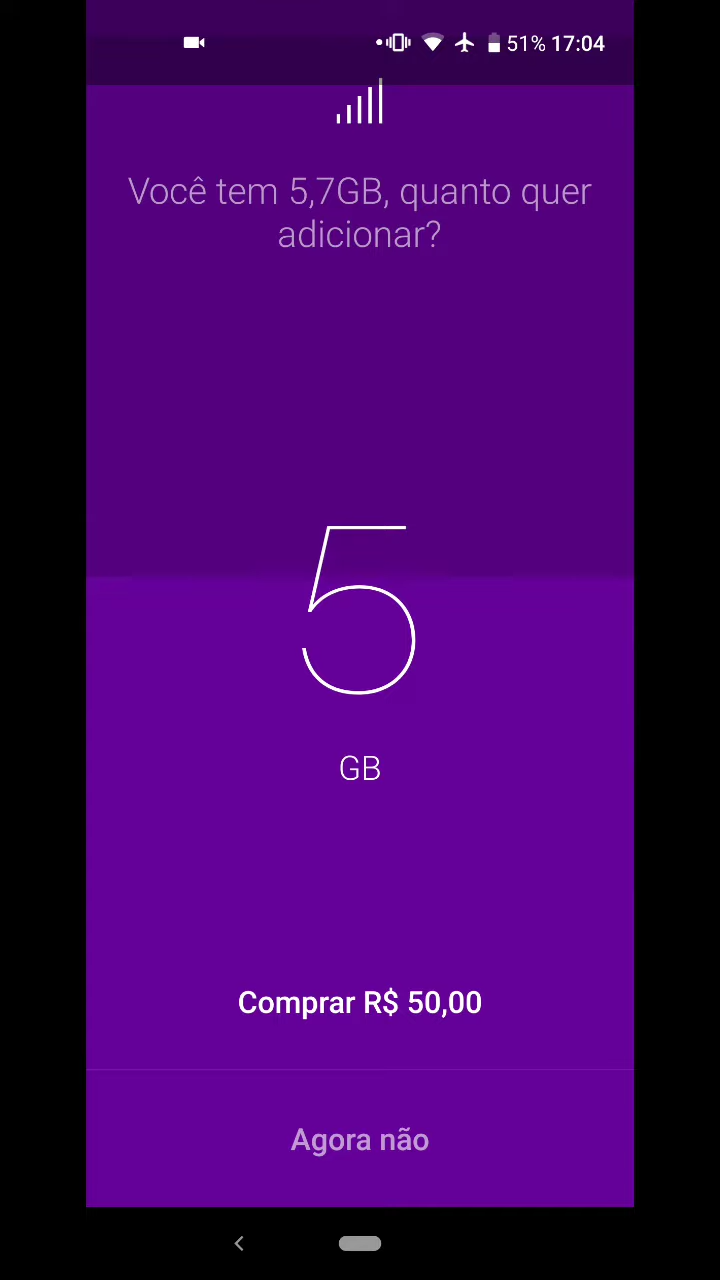 51% 17:04
Você tem 5,7GB, quanto quer
adicionar?
5
GB
Comprar R$ 50,00
Agora não